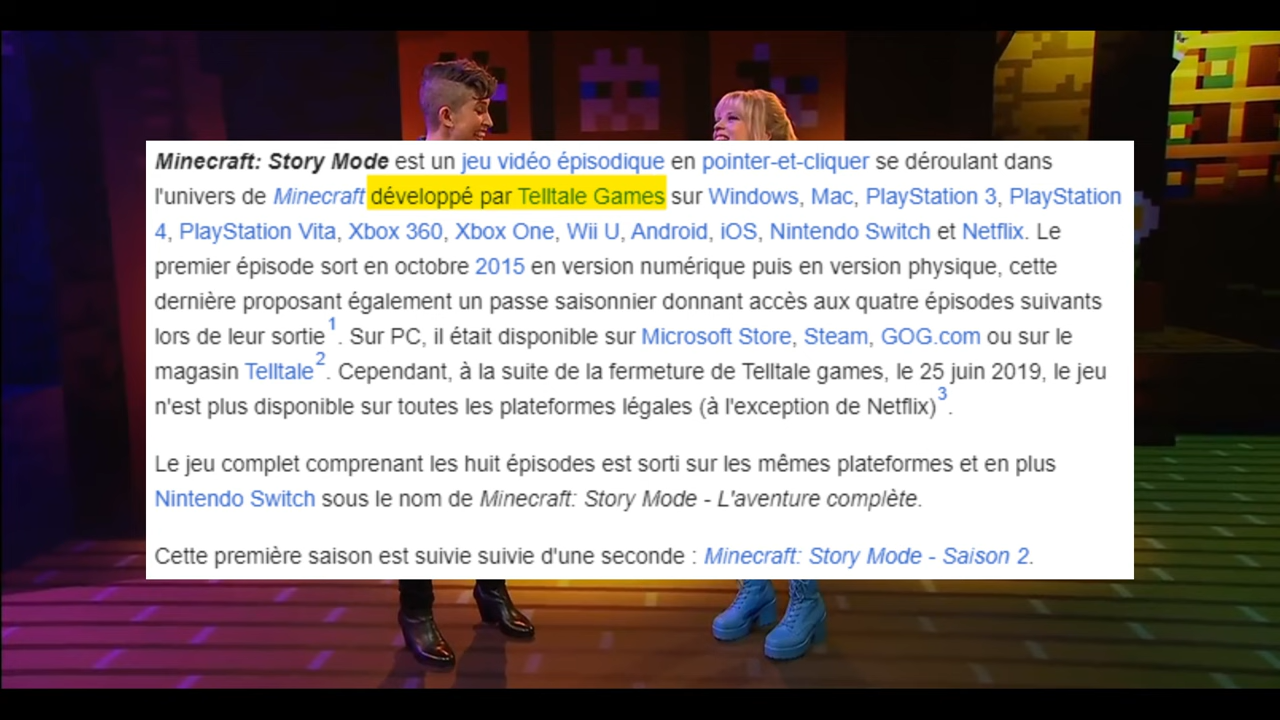 Minecraft: Story Mode est un jeu vidéo épisodique en pointer-et-cliquer se déroulant dans
l'univers de Minecraft développé par Telltale Games sur Windows, Mac, PlayStation 3, PlayStation
4, PlayStation Vita, Xbox 360, Xbox One, Wii U, Android, iOS, Nintendo Switch et Netflix. Le
premier épisode sort en octobre 2015 en version numérique puis en version physique, cette
dernière proposant également un passe saisonnier donnant accès aux quatre épisodes suivants
lors de leur sortie1. Sur PC, il était disponible sur Microsoft Store, Steam, GOG.com ou sur le
magasin Telltale2. Cependant, à la suite de la fermeture de Telltale games, le 25 juin 2019, le jeu
n'est plus disponible sur toutes les plateformes légales (à l'exception de Netflix)3.
Le jeu complet comprenant les huit épisodes est sorti sur les mêmes plateformes et en plus
Nintendo Switch sous le nom de Minecraft: Story Mode - L'aventure complète.
Cette première saison est suivie suivie d'une seconde : Minecraft: Story Mode - Saison 2.